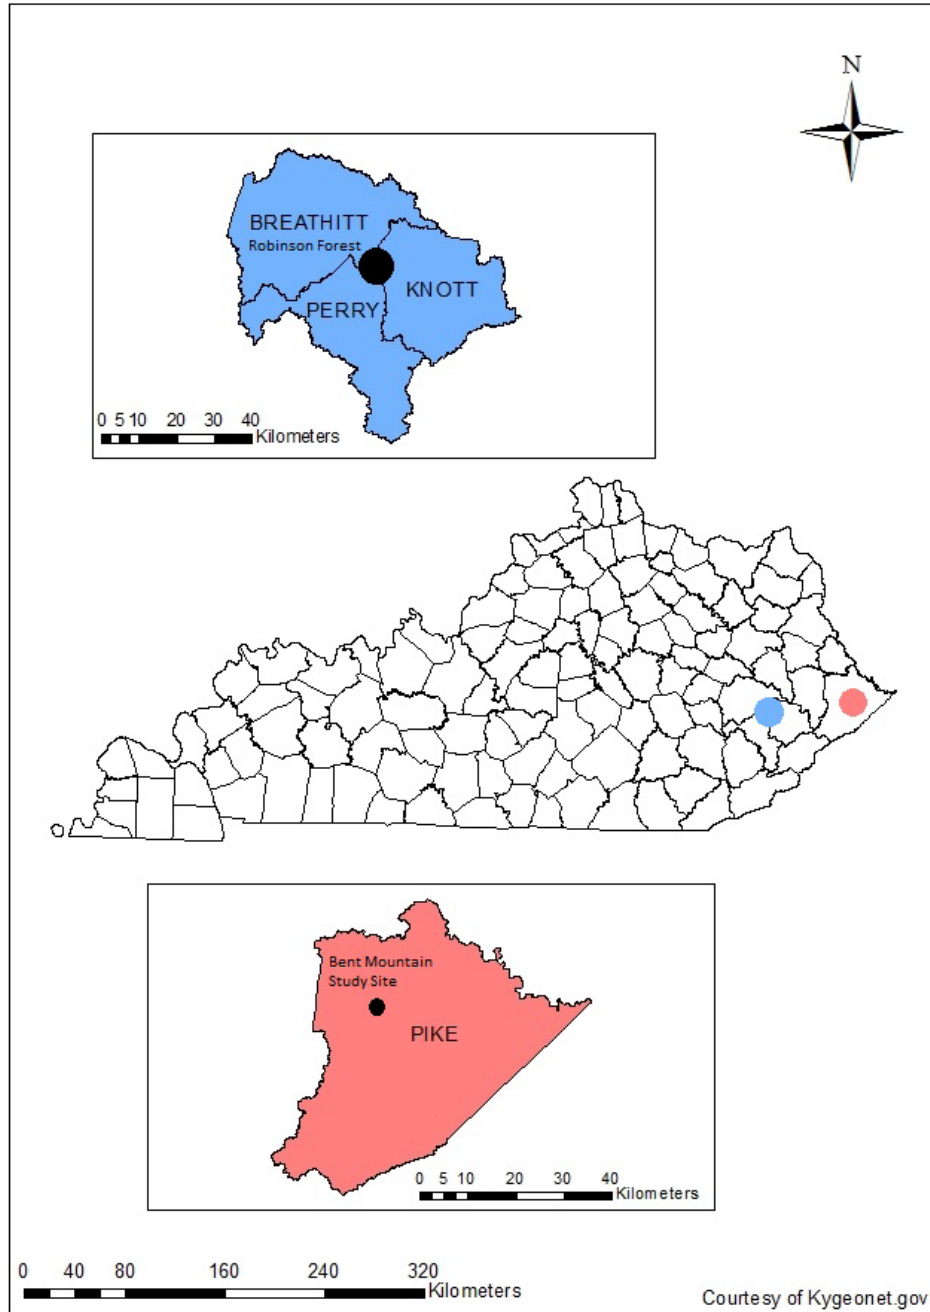 N
BREATHITT
Robinson Forest
KNOTT
PERRY
0 5 10 20 30 40
Kilometers
Bent Mountain
Study Site
PIKE
0 5 10 20 30 40
Kilometers
0 40 80 160 240 320
Kilometers
Courtesy of Kygeonet.gov